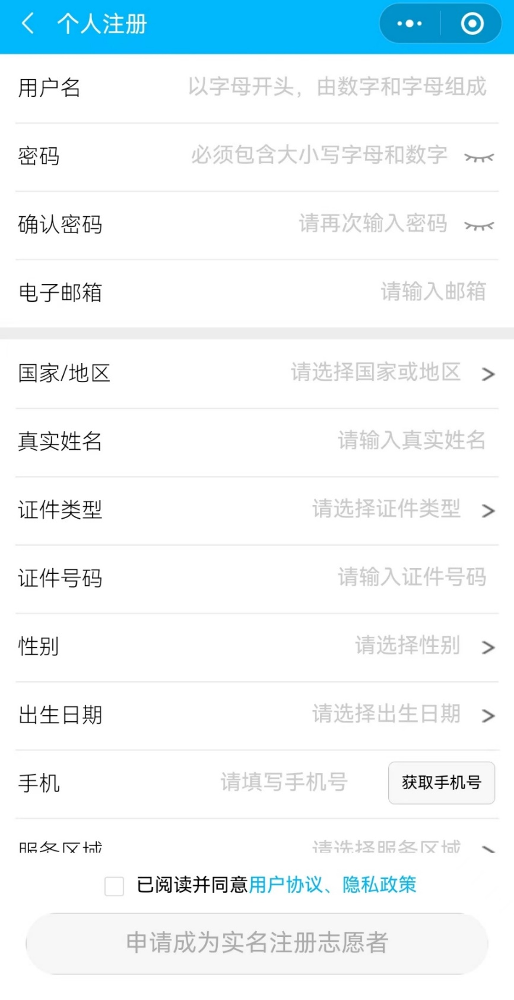 个人注册
用户名 以字母开头，由数字和字母组成
密码 必须包含大小写字母和数字
确认密码 请再次输入密码
电子邮箱 请输入邮箱
国家/地区 请选择国家或地区 >
真实姓名 请输入真实姓名
证件类型 请选择证件类型 >
证件号码 请输入证件号码
性别 请选择性别 >
出生日期 请选择出生日期 >
手机 请填写手机号 获取手机号
服务区域 请选择服务区域 >
已阅读并同意用户协议、隐私政策
申请成为实名注册志愿者